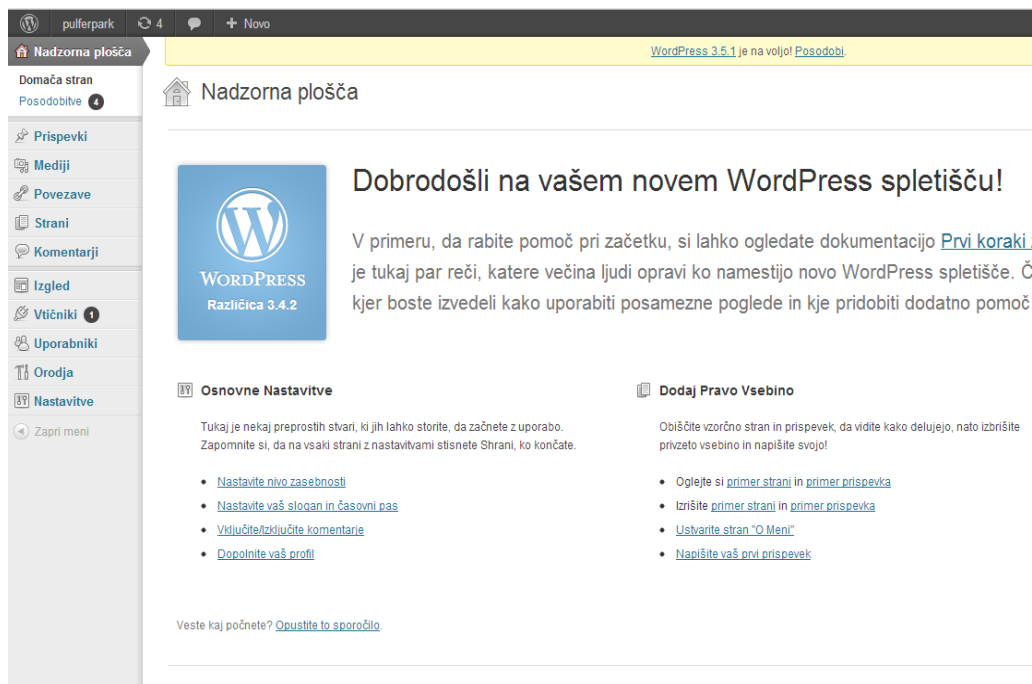 pulferpark 4 + Novo
Nadzorna plošča
WordPress 3.5.1 je na voljo! Posodobi.
Domača stran
Posodobitve 4
Prispevki
Mediji
Povezave
Strani
Komentarji
Izgled
Vtičniki 1
Uporabniki
Orodja
Nastavitve
Zapri meni
Nadzorna plošča
WORDPRESS
Različica 3.4.2
Dobrodošli na vašem novem WordPress spletišču!
V primeru, da rabite pomoč pri začetku, si lahko ogledate dokumentacijo Prvi koraki
je tukaj par reči, katere večina ljudi opravi ko namestijo novo WordPress spletišče. Č
kjer boste izvedeli kako uporabiti posamezne poglede in kje pridobiti dodatno pomoč
Osnovne Nastavitve
Tukaj je nekaj preprostih stvari, ki jih lahko storite, da začnete z uporabo.
Zapomnite si, da na vsaki strani z nastavitvami stisnete Shrani, ko končate.
• Nastavite nivo zasebnosti
• Nastavite vaš slogan in časovni pas
• Vključite/Izključite komentarje
• Dopolnite vaš profil
Dodaj Pravo Vsebino
Obiščite vzorčno stran in prispevek, da vidite kako delujejo, nato izbrišite
privzeto vsebino in napišite svojo!
• Oglejte si primer strani in primer prispevka
• Izrišite primer strani in primer prispevka
• Ustvarite stran "O Meni"
• Napišite vaš prvi prispevek
Veste kaj počnete? Opustite to sporočilo.